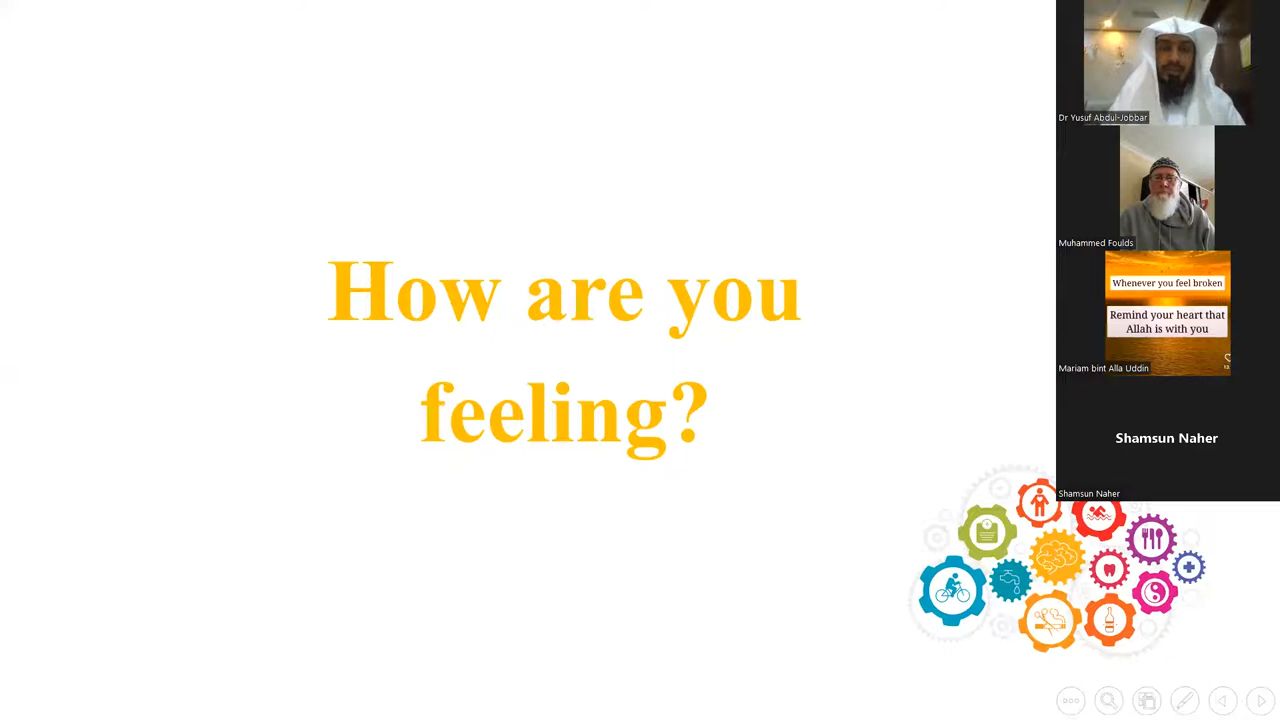 How are you
feeling?
Dr Yusuf Abdul-Jobbar
Muhammed Foulds
Whenever you feel broken
Remind your heart that
Allah is with you
13
Mariam bint Alla Uddin
Shamsun Naher
Shamsun Naher